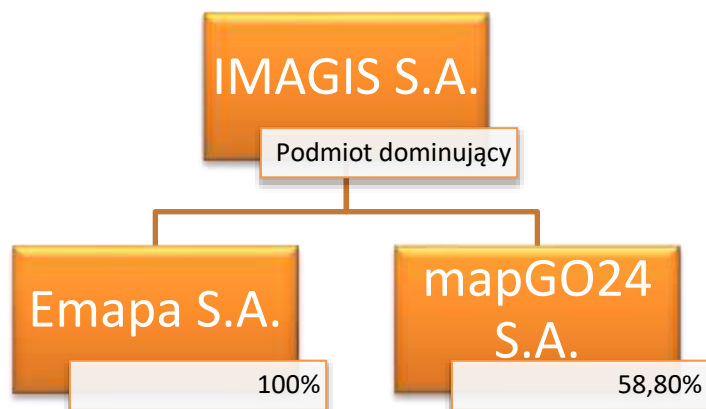 IMAGIS S.A.
Podmiot dominujący
Emapa S.A.
100%
mapGO24
S.A.
58,80%